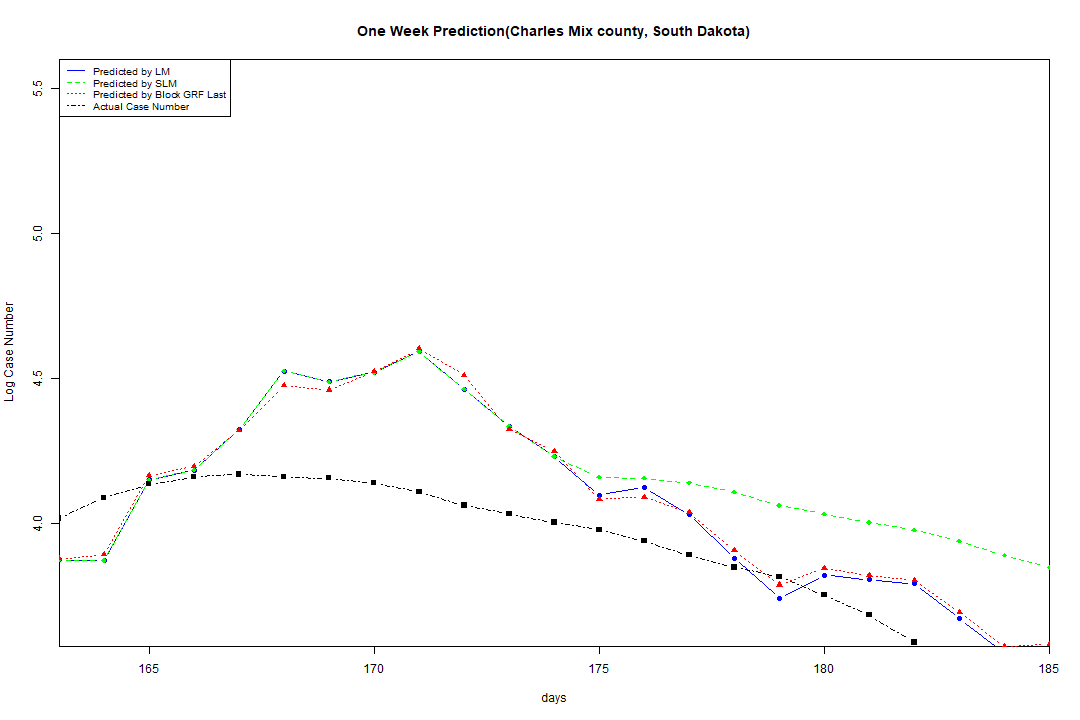 One Week Prediction(Charles Mix county, South Dakota)
Predicted by LM
Predicted by SLM
Predicted by Block GRF Last
Actual Case Number
5.5
5.0
4.5
4.0
Log Case Number
165 170 175 180 185
days